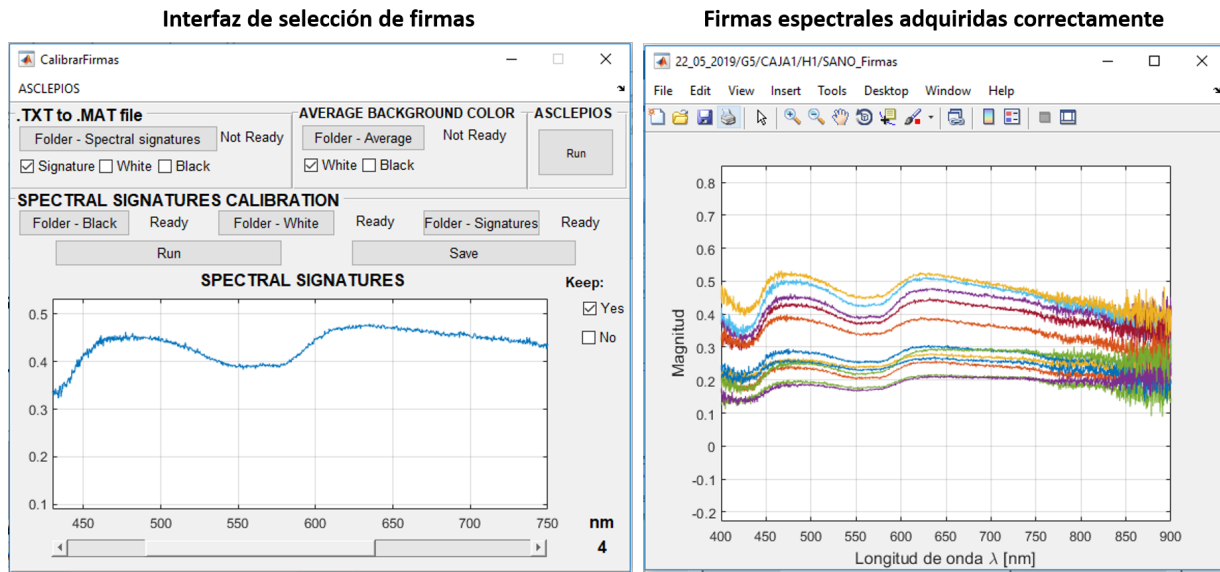 Interfaz de selección de firmas
CalibrarFirmas
ASCLEPIOS
.TXT to .MAT file
Folder - Spectral signatures Not Ready
Signature White Black
AVERAGE BACKGROUND COLOR
Folder - Average Not Ready
White Black
ASCLEPIOS
Run
SPECTRAL SIGNATURES CALIBRATION
Folder - Black Ready Folder - White Ready Folder - Signatures Ready
Run Save
SPECTRAL SIGNATURES
Keep:
Yes
No
0.5
0.4
0.3
0.2
0.1
450 500 550 600 650 700 750
nm
4
Firmas espectrales adquiridas correctamente
22_05_2019/G5/CAJA1/H1/SANO_Firmas
File Edit View Insert Tools Desktop Window Help
0.8
0.7
0.6
0.5
0.4
0.3
0.2
0.1
0
-0.1
-0.2
Magnitud
400 450 500 550 600 650 700 750 800 850 900
Longitud de onda λ [nm]